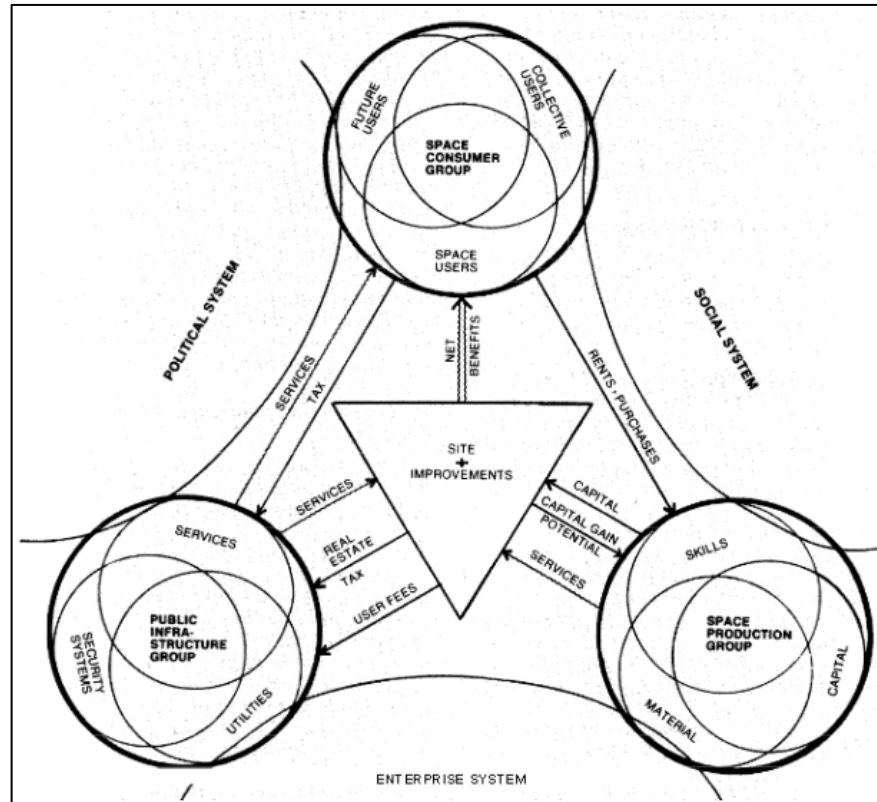 FUTURE
USERS
COLLECTIVE
USERS
SPACE
CONSUMER
GROUP
SPACE
USERS
POLITICAL SYSTEM
SOCIAL SYSTEM
SERVICES
TAX
NET
BENEFITS
RENTS, PURCHASES
SITE
+
IMPROVEMENTS
SERVICES
REAL
ESTATE
TAX
USER FEES
CAPITAL
CAPITAL GAIN
POTENTIAL
SERVICES
SERVICES
PUBLIC
INFRA-
STRUCTURE
GROUP
SECURITY
SYSTEMS
UTILITIES
SKILLS
SPACE
PRODUCTION
GROUP
CAPITAL
MATERIAL
ENTERPRISE SYSTEM